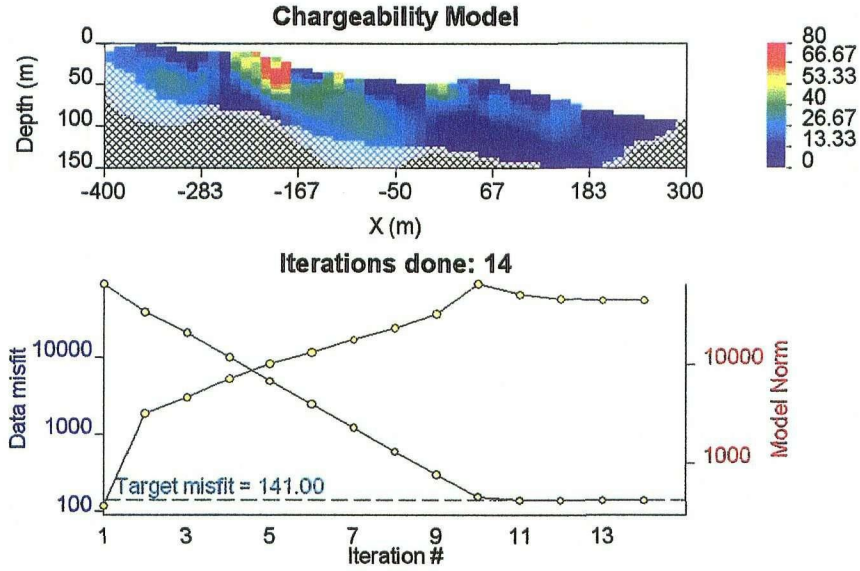 Chargeability Model
0
50
100
150
Depth (m)
-400 -283 -167 -50 67 183 300
X (m)
80
66.67
53.33
40
26.67
13.33
0
Iterations done: 14
Data misfit
10000
1000
100
Target misfit = 141.00
10000
1000
Model Norm
1 3 5 7 9 11 13
Iteration #